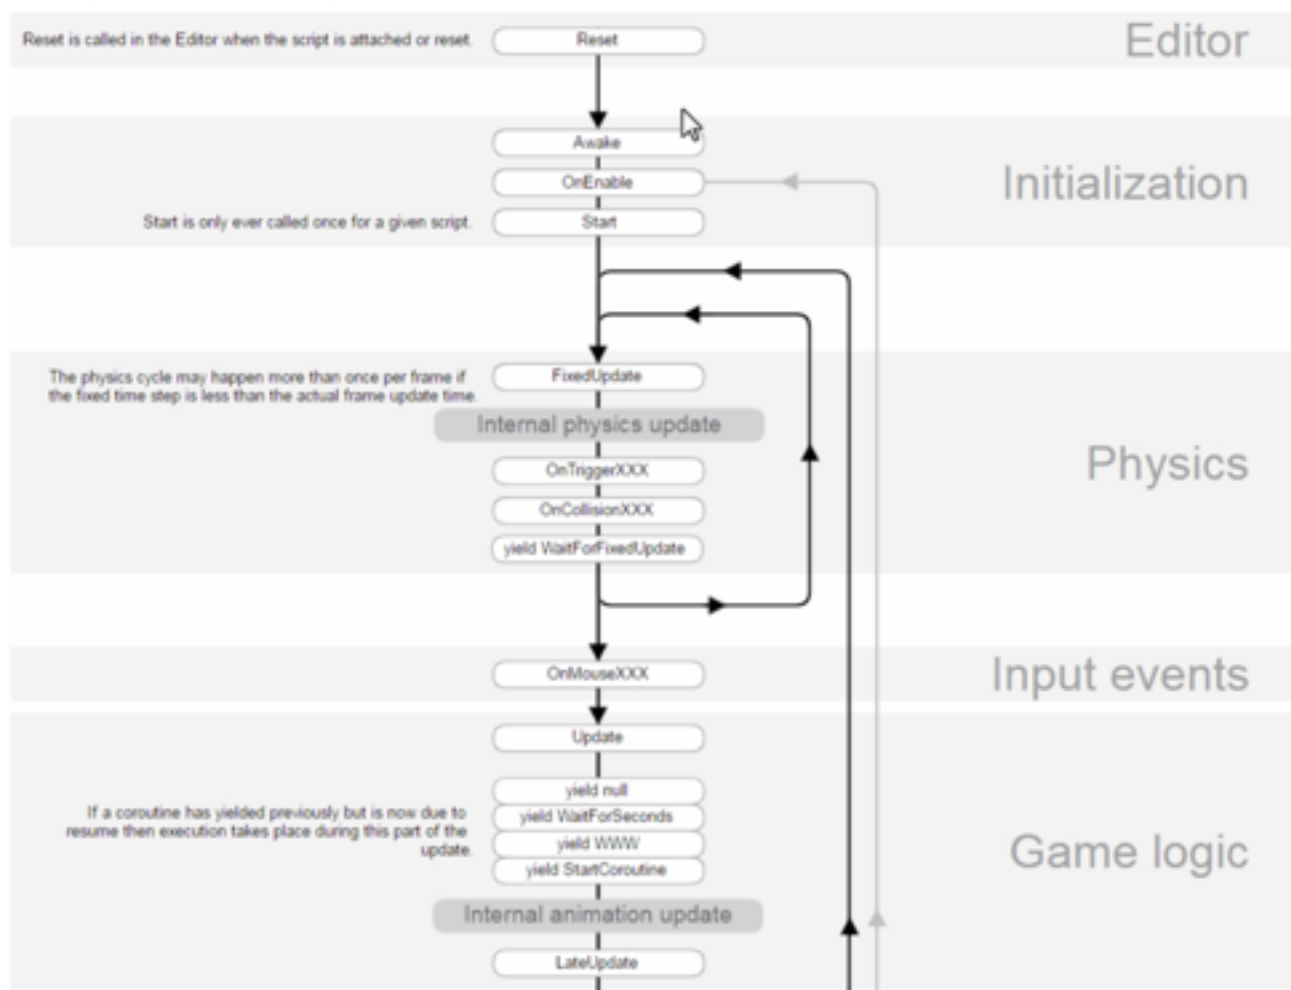 Reset is called in the Editor when the script is attached or reset.
Reset
Editor
Awake
OnEnable
Initialization
Start is only ever called once for a given script.
Start
The physics cycle may happen more than once per frame if
the fixed time step is less than the actual frame update time.
FixedUpdate
Internal physics update
OnTriggerXXX
Physics
OnCollisionXXX
yield WaitForFixedUpdate
OnMouseXXX
Input events
Update
yield null
If a coroutine has yielded previously but is now due to
resume then execution takes place during this part of the
update.
yield WaitForSeconds
yield WWW
yield StartCoroutine
Game logic
Internal animation update
LateUpdate